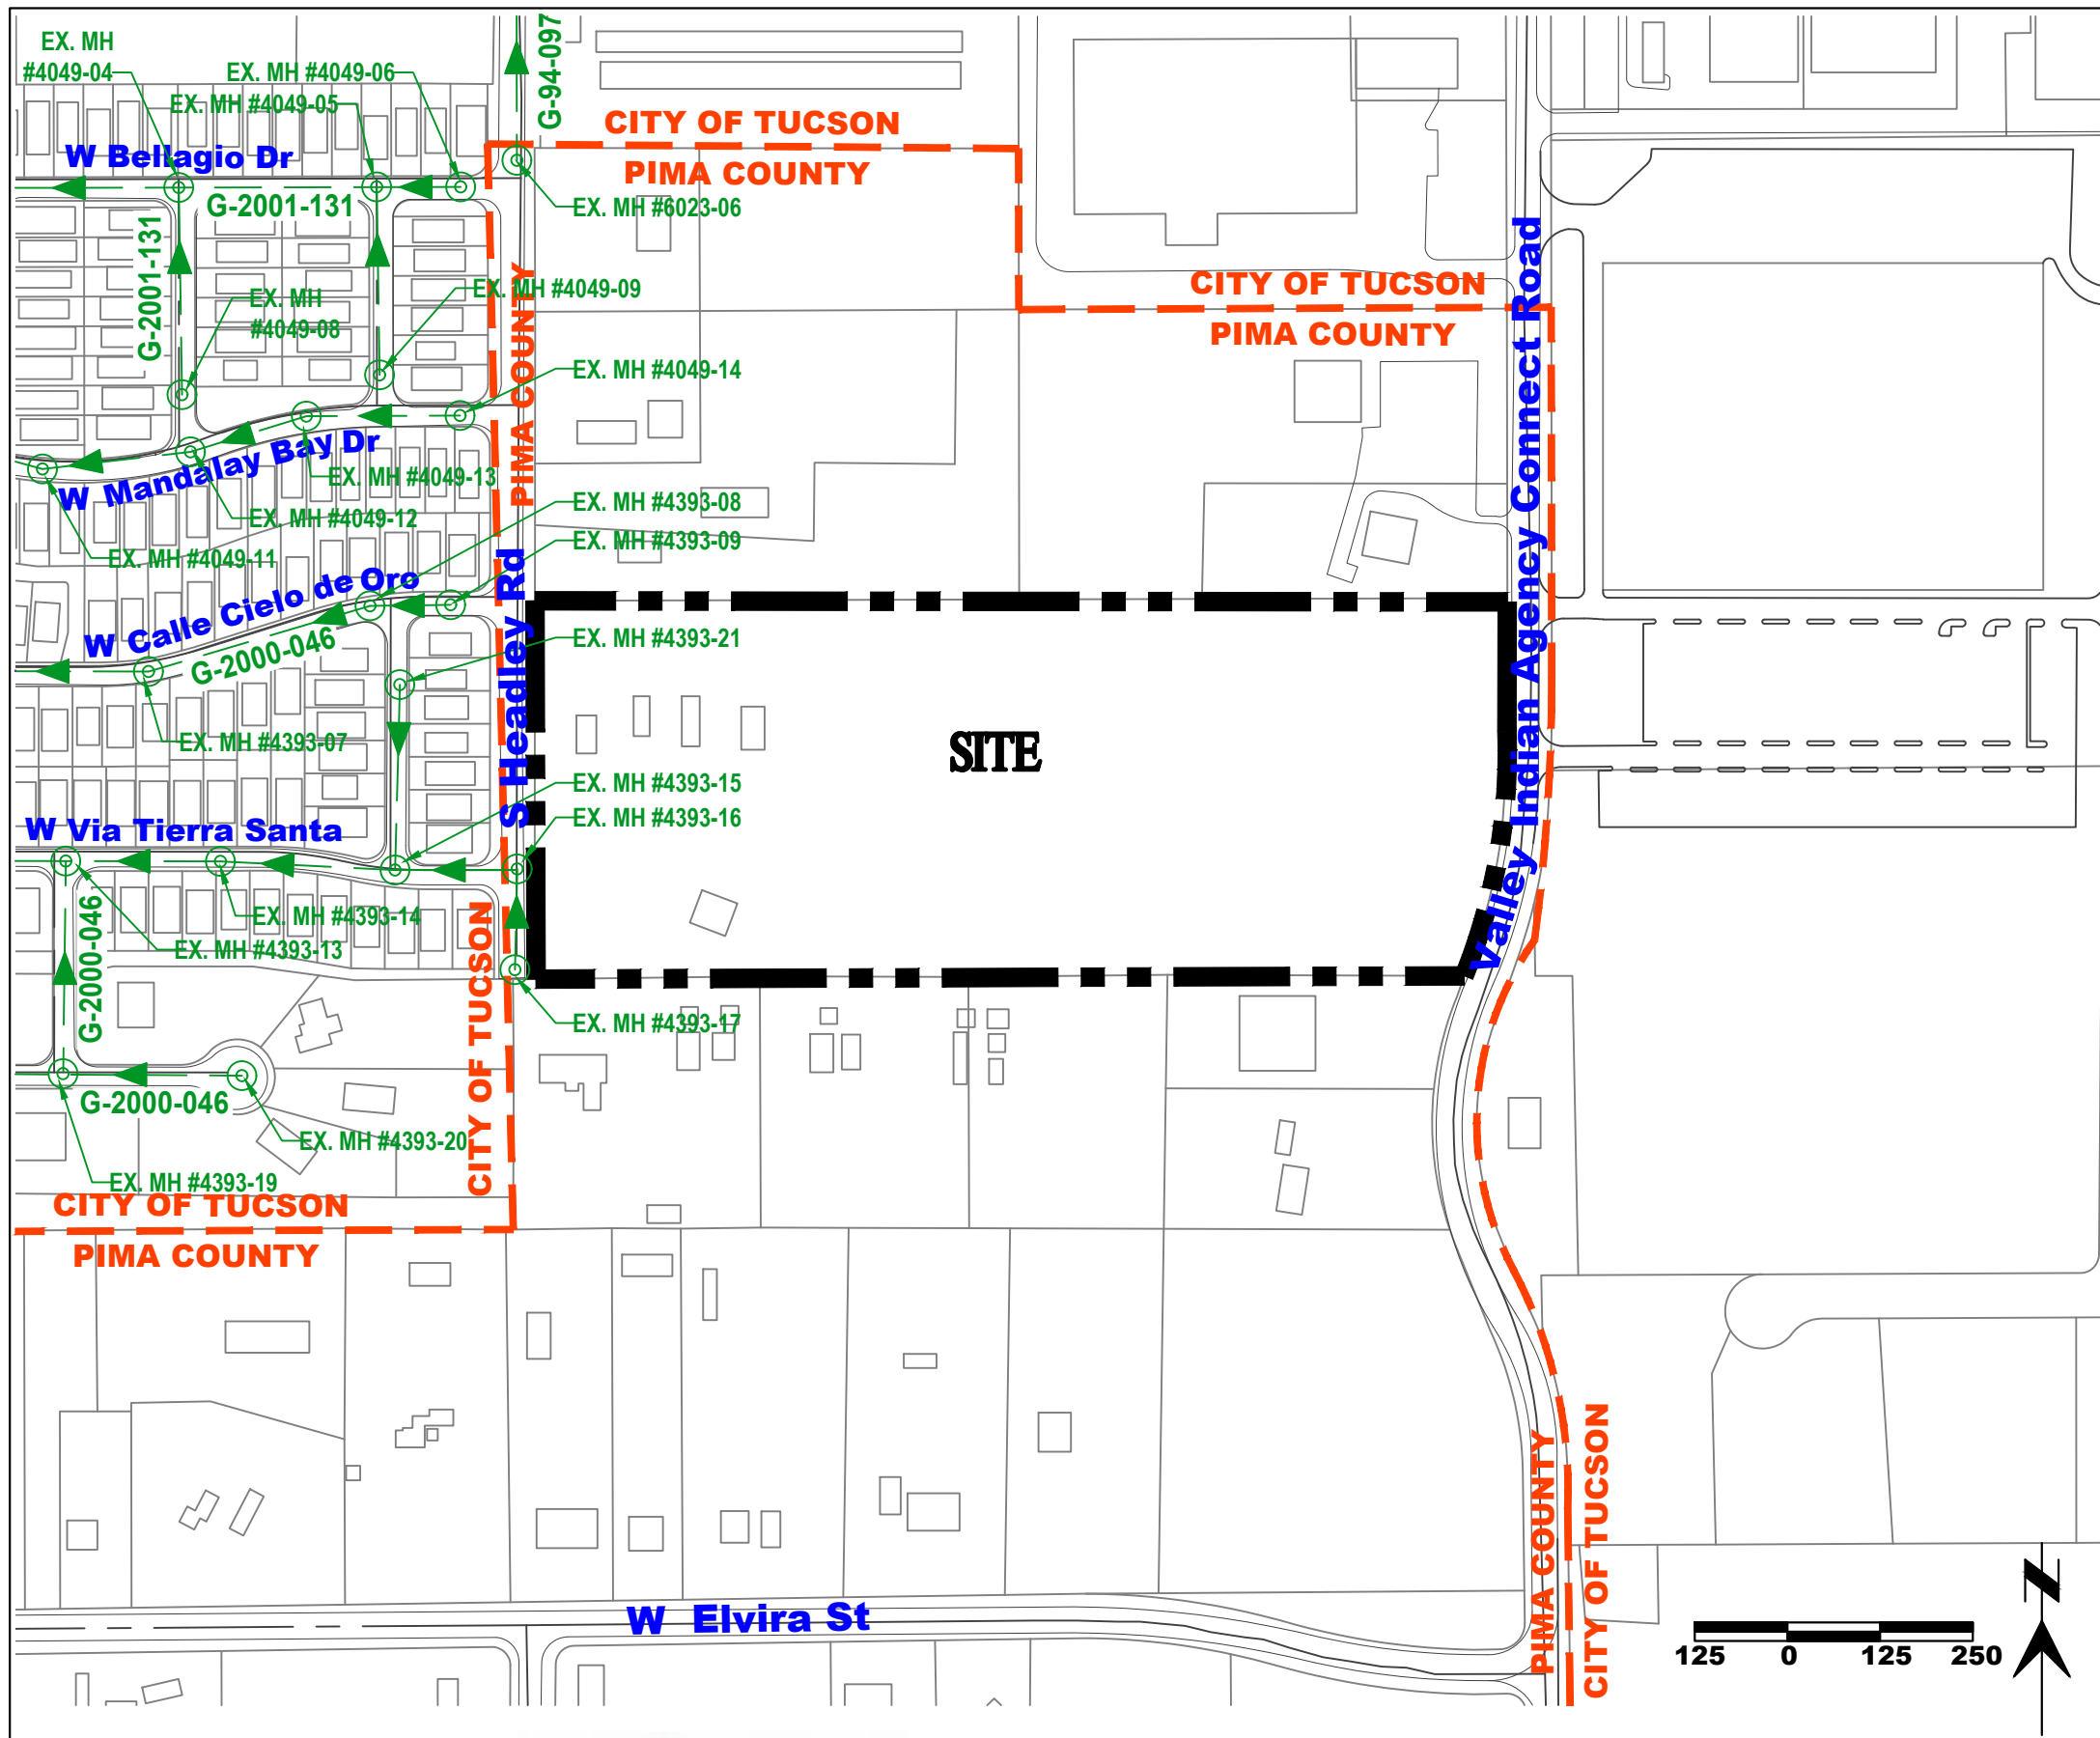 EX. MH
#4049-04
EX. MH #4049-06
EX. MH #4049-05
G-94-097
CITY OF TUCSON
PIMA COUNTY
W Bellagio Dr
G-2001-131
G-2001-131
EX. MH #6023-06
EX. MH #4049-09
EX. MH
#4049-08
PIMA COUNTY
CITY OF TUCSON
PIMA COUNTY
EX. MH #4049-14
W Mandalay Bay Dr
EX. MH #4049-13
EX. MH #4049-12
EX. MH #4049-11
EX. MH #4393-08
EX. MH #4393-09
W Calle Cielo de Oro
G-2000-046
S Headley Rd
EX. MH #4393-21
EX. MH #4393-07
SITE
Valley Indian Agency Connect Road
EX. MH #4393-15
EX. MH #4393-16
W Via Tierra Santa
EX. MH #4393-14
EX. MH #4393-13
G-2000-046
CITY OF TUCSON
EX. MH #4393-17
G-2000-046
EX. MH #4393-20
EX. MH #4393-19
CITY OF TUCSON
PIMA COUNTY
PIMA COUNTY
CITY OF TUCSON
W Elvira St
N
125 0 125 250